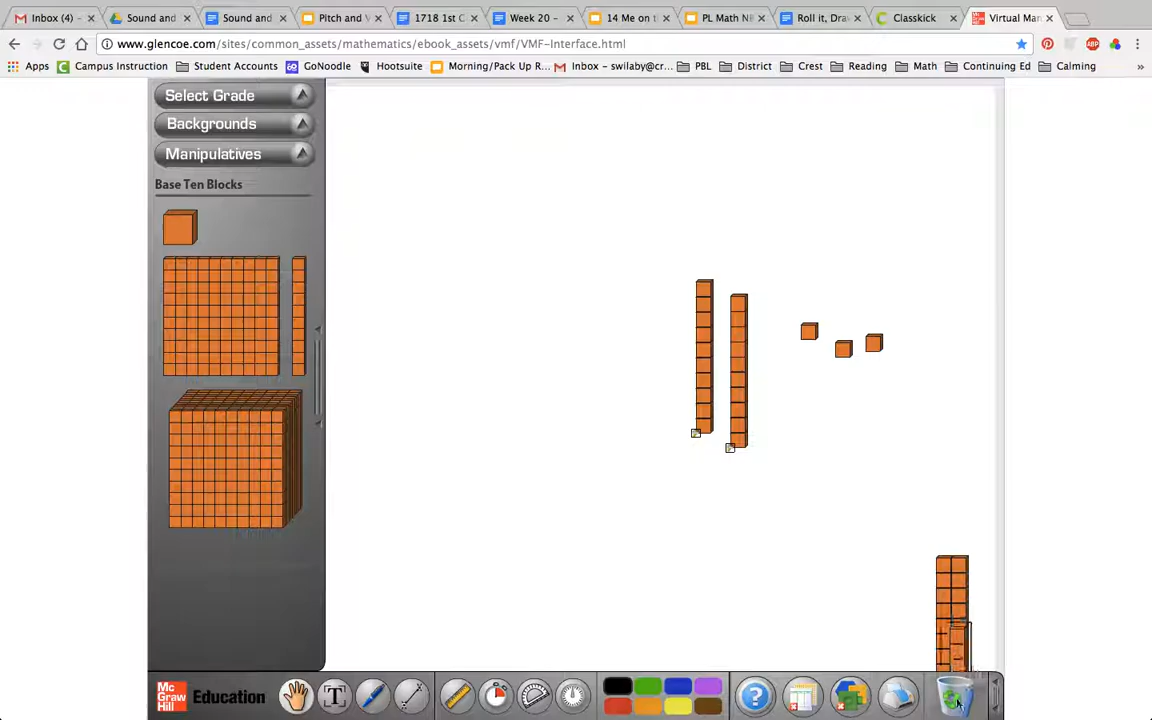 Inbox (4) -
Sound and
Sound and
Pitch and V
1718 1st C
Week 20 -
14 Me on t
PL Math N
Roll it, Dra
Classkick
Virtual Man
www.glencoe.com/sites/common_assets/mathematics/ebook_assets/vmf/VMF-Interface.html
Apps
Campus Instruction
Student Accounts
GoNoodle
Hootsuite
Morning/Pack Up R...
Inbox - swilaby@cr...
PBL
District
Crest
Reading
Math
Continuing Ed
Calming
»
Select Grade
Backgrounds
Manipulatives
Base Ten Blocks
Mc Graw Hill Education
T
?